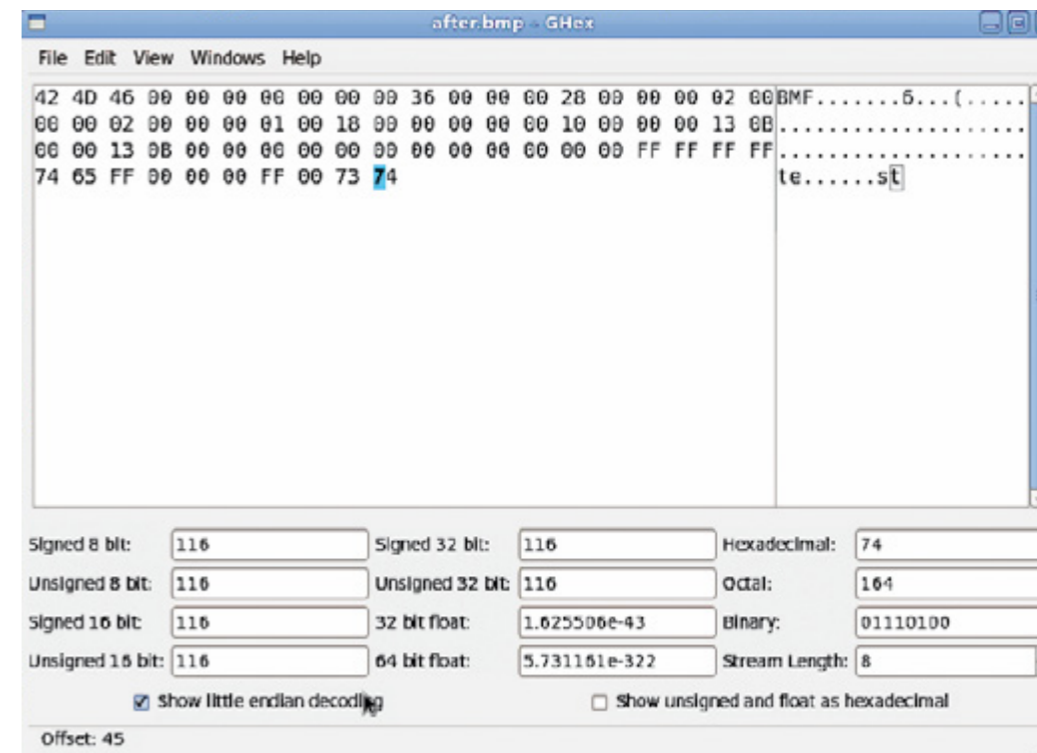 after.bmp - GHex
File Edit View Windows Help
42 4D 46 00 00 00 00 00 00 00 36 00 00 00 28 00 00 00 02 00 BMF.......6...(.....
00 00 02 00 00 00 01 00 18 00 00 00 00 00 10 00 00 00 13 0B ....................
00 00 13 0B 00 00 00 00 00 00 00 00 00 00 00 00 FF FF FF FF ....................
74 65 FF 00 00 00 FF 00 73 74 te......st
Signed 8 bit: 116 Signed 32 bit: 116 Hexadecimal: 74
Unsigned 8 bit: 116 Unsigned 32 bit: 116 Octal: 164
Signed 16 bit: 116 32 bit float: 1.625506e-43 Binary: 01110100
Unsigned 16 bit: 116 64 bit float: 5.731161e-322 Stream Length: 8
Show little endian decoding Show unsigned and float as hexadecimal
Offset: 45